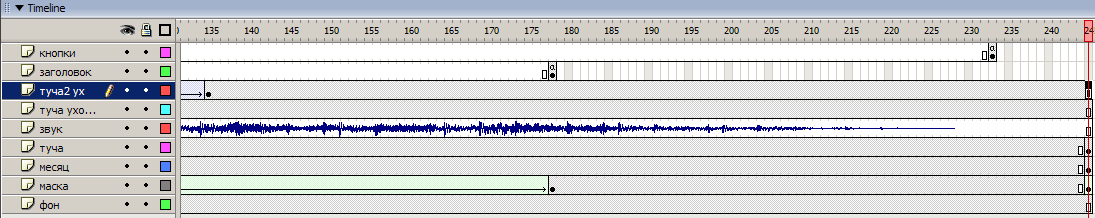 Timeline
135 140 145 150 155 160 165 170 175 180 185 190 195 200 205 210 215 220 225 230 235 240 24
кнопки
a
заголовок
a
туча2 ух
туча ухо...
звук
туча
месяц
маска
фон